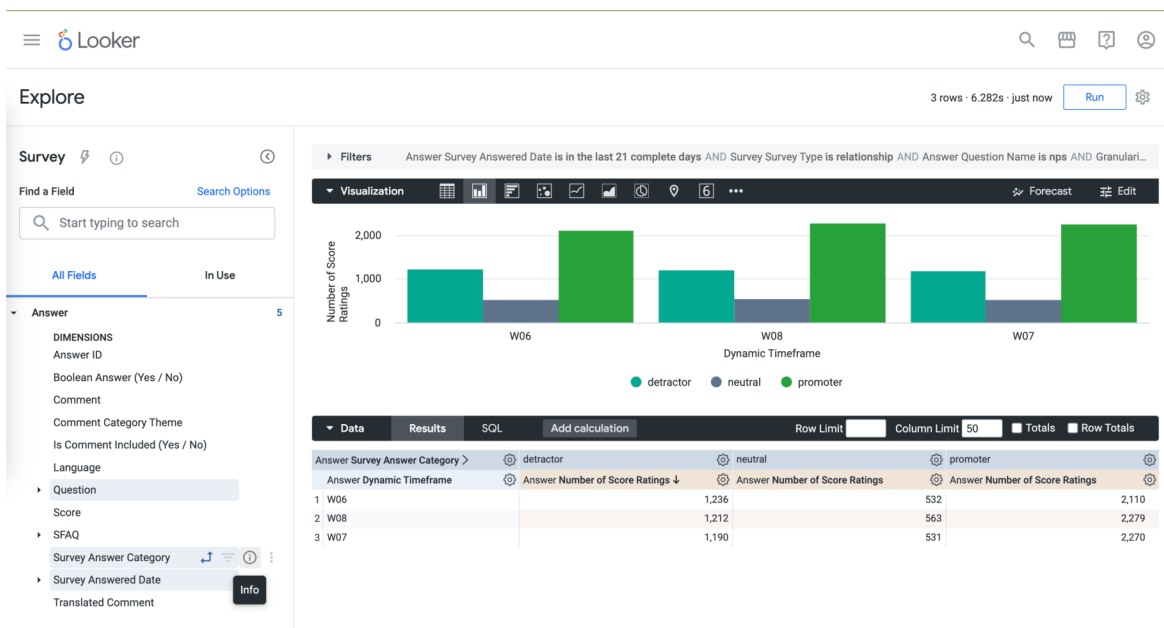 Looker
Explore
3 rows · 6.282s · just now Run
Survey
Find a Field Search Options
Start typing to search
All Fields In Use
Answer 5
DIMENSIONS
Answer ID
Boolean Answer (Yes / No)
Comment
Comment Category Theme
Is Comment Included (Yes / No)
Language
Question
Score
SFAQ
Survey Answer Category
Survey Answered Date
Info
Translated Comment
Filters Answer Survey Answered Date is in the last 21 complete days AND Survey Survey Type is relationship AND Answer Question Name is nps AND Granulari...
Visualization 6 Forecast Edit
Number of Score
Ratings
2,000
1,000
0
W06 W08 W07
Dynamic Timeframe
detractor neutral promoter
Data Results SQL Add calculation Row Limit Column Limit 50 Totals Row Totals
Answer Survey Answer Category > detractor neutral promoter
Answer Dynamic Timeframe Answer Number of Score Ratings ↓ Answer Number of Score Ratings Answer Number of Score Ratings
1 W06 1,236 532 2,110
2 W08 1,212 563 2,279
3 W07 1,190 531 2,270